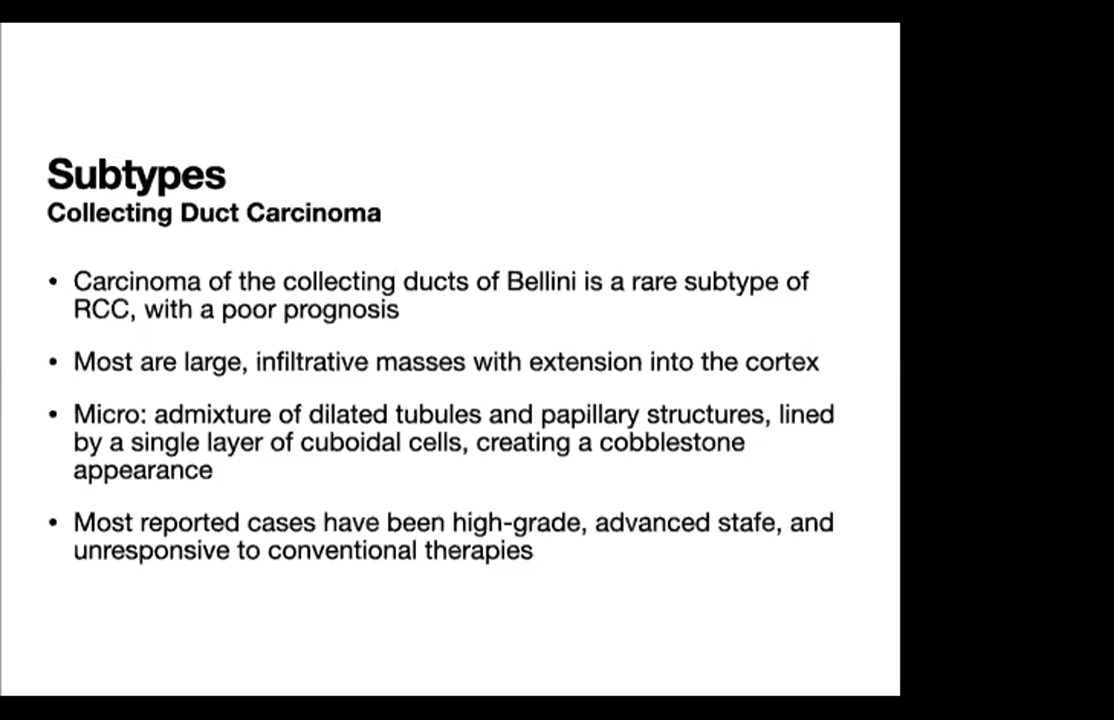 Subtypes
Collecting Duct Carcinoma
• Carcinoma of the collecting ducts of Bellini is a rare subtype of
RCC, with a poor prognosis
• Most are large, infiltrative masses with extension into the cortex
• Micro: admixture of dilated tubules and papillary structures, lined
by a single layer of cuboidal cells, creating a cobblestone
appearance
• Most reported cases have been high-grade, advanced stafe, and
unresponsive to conventional therapies